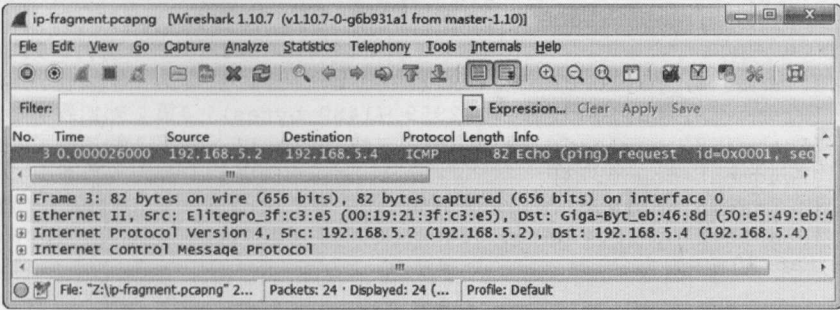 ip-fragment.pcapng [Wireshark 1.10.7 (v1.10.7-0-g6b931a1 from master-1.10)]
File Edit View Go Capture Analyze Statistics Telephony Tools Internals Help
Filter: Expression... Clear Apply Save
No. Time Source Destination Protocol Length Info
3 0.000026000 192.168.5.2 192.168.5.4 ICMP 82 Echo (ping) request id=0x0001, seq
Frame 3: 82 bytes on wire (656 bits), 82 bytes captured (656 bits) on interface 0
Ethernet II, Src: Elitegro_3f:c3:e5 (00:19:21:3f:c3:e5), Dst: Giga-Byt_eb:46:8d (50:e5:49:eb:4
Internet Protocol Version 4, Src: 192.168.5.2 (192.168.5.2), Dst: 192.168.5.4 (192.168.5.4)
Internet Control Message Protocol
File: "Z:\ip-fragment.pcapng" 2... Packets: 24 · Displayed: 24 (... Profile: Default